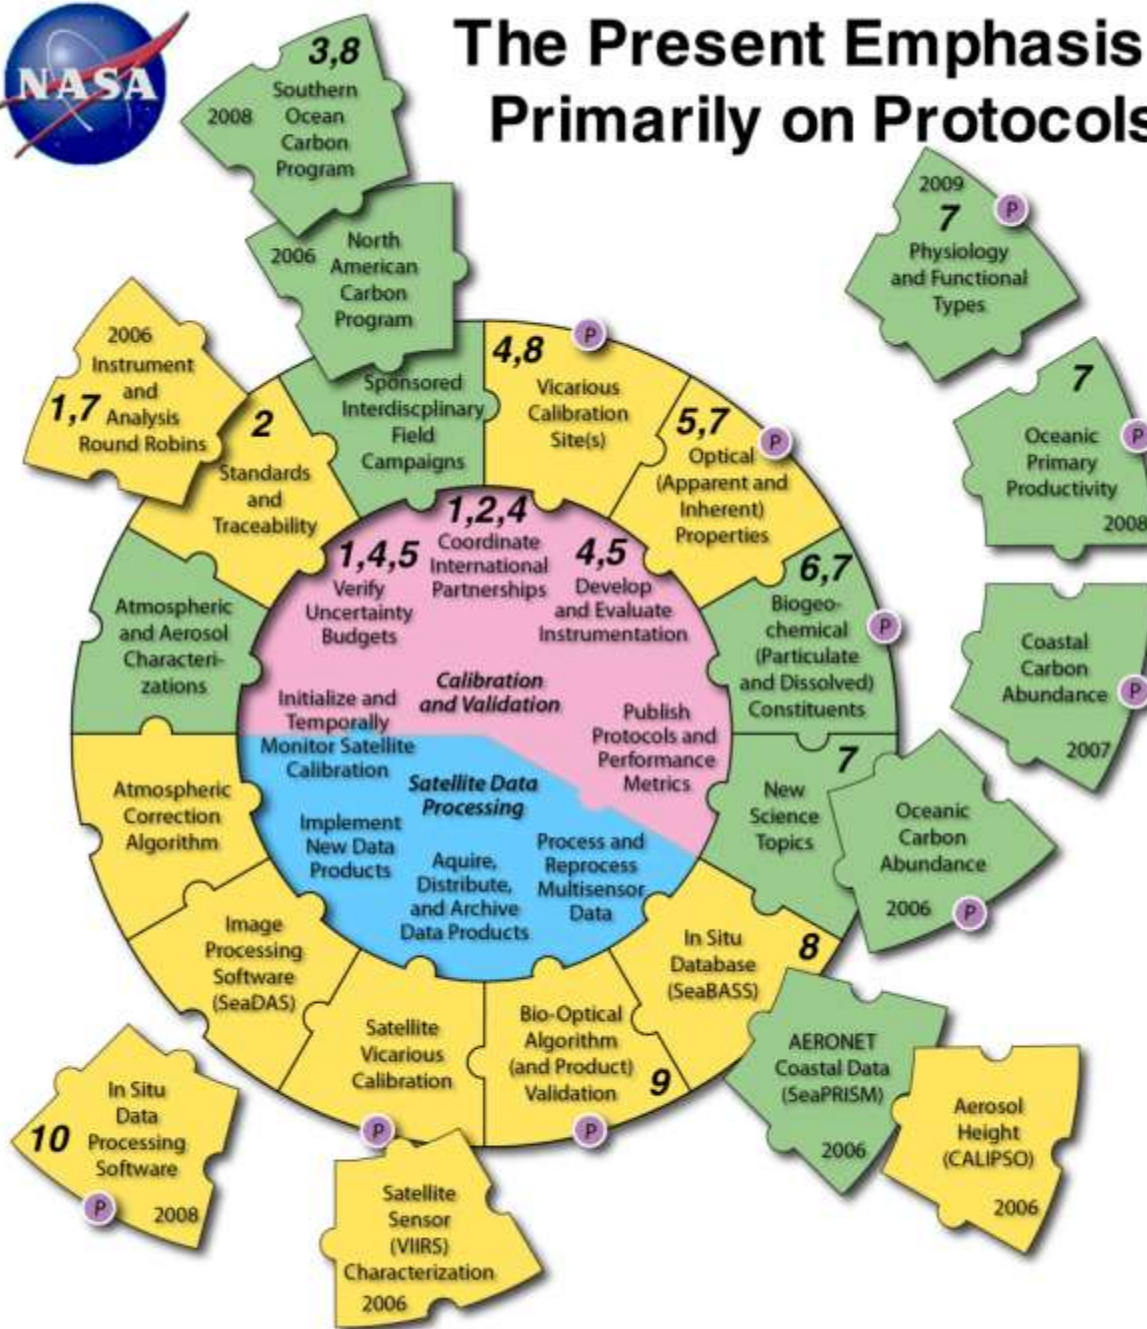 NASA
The Present Emphasis
Primarily on Protocols
3,8
2008
Southern
Ocean
Carbon
Program
2006
North
American
Carbon
Program
2009
7
P
Physiology
and Functional
Types
2006
Instrument
and
1,7
Analysis
Round Robins
2
Standards
and
Traceability
Sponsored
Interdiscplinary
Field
Campaigns
4,8
P
Vicarious
Calibration
Site(s)
5,7
P
Optical
(Apparent and
Inherent)
Properties
7
P
Oceanic
Primary
Productivity
2008
6,7
P
Biogeo-
chemical
(Particulate
and Dissolved)
Constituents
Coastal
Carbon
Abundance
P
2007
7
New
Science
Topics
Oceanic
Carbon
Abundance
2006
P
8
In Situ
Database
(SeaBASS)
AERONET
Coastal Data
(SeaPRISM)
2006
Aerosol
Height
(CALIPSO)
2006
Bio-Optical
Algorithm
(and Product)
Validation
9
P
Satellite
Vicarious
Calibration
P
Satellite
Sensor
(VIIRS)
Characterization
2006
Image
Processing
Software
(SeaDAS)
In Situ
Data
10
Processing
Software
P
2008
Atmospheric
Correction
Algorithm
Atmospheric
and Aerosol
Characteri-
zations
1,4,5
Verify
Uncertainty
Budgets
1,2,4
Coordinate
International
Partnerships
4,5
Develop
and Evaluate
Instrumentation
Calibration
and Validation
Initialize and
Temporally
Monitor Satellite
Calibration
Publish
Protocols and
Performance
Metrics
Satellite Data
Processing
Implement
New Data
Products
Aquire,
Distribute,
and Archive
Data Products
Process and
Reprocess
Multisensor
Data